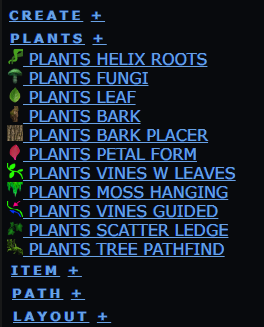 CREATE +
PLANTS +
PLANTS HELIX ROOTS
PLANTS FUNGI
PLANTS LEAF
PLANTS BARK
PLANTS BARK PLACER
PLANTS PETAL FORM
PLANTS VINES W LEAVES
PLANTS MOSS HANGING
PLANTS VINES GUIDED
PLANTS SCATTER LEDGE
PLANTS TREE PATHFIND
ITEM +
PATH +
LAYOUT +